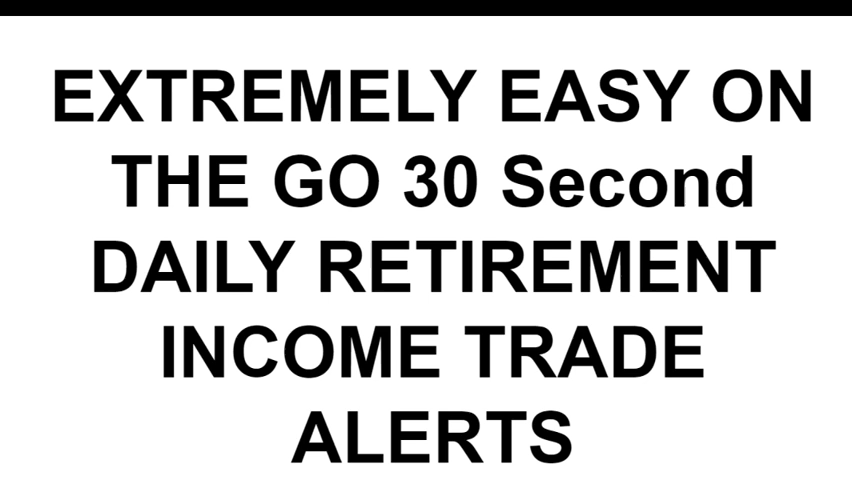 EXTREMELY EASY ON
THE GO 30 Second
DAILY RETIREMENT
INCOME TRADE
ALERTS